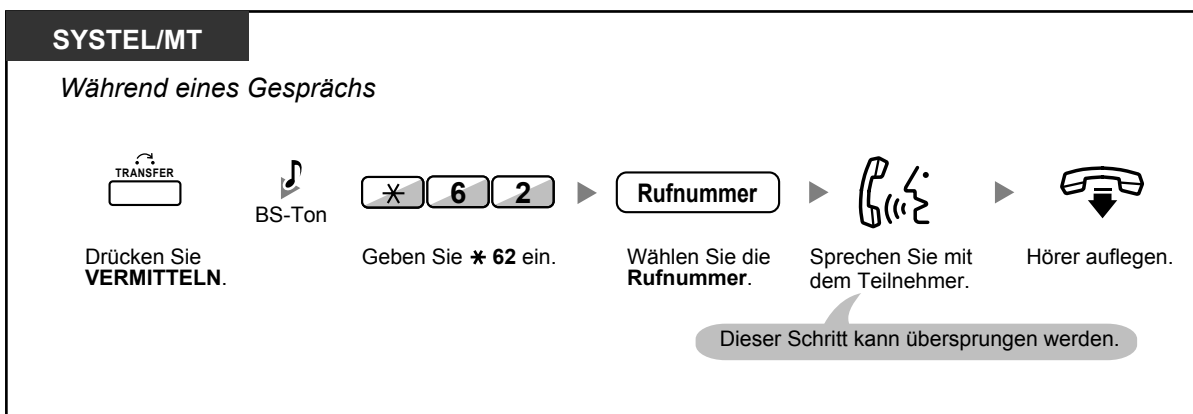 SYSTEL/MT
Während eines Gesprächs
TRANSFER
BS-Ton
* 6 2
Rufnummer
Drücken Sie
VERMITTELN.
Geben Sie * 62 ein.
Wählen Sie die
Rufnummer.
Sprechen Sie mit
dem Teilnehmer.
Hörer auflegen.
Dieser Schritt kann übersprungen werden.